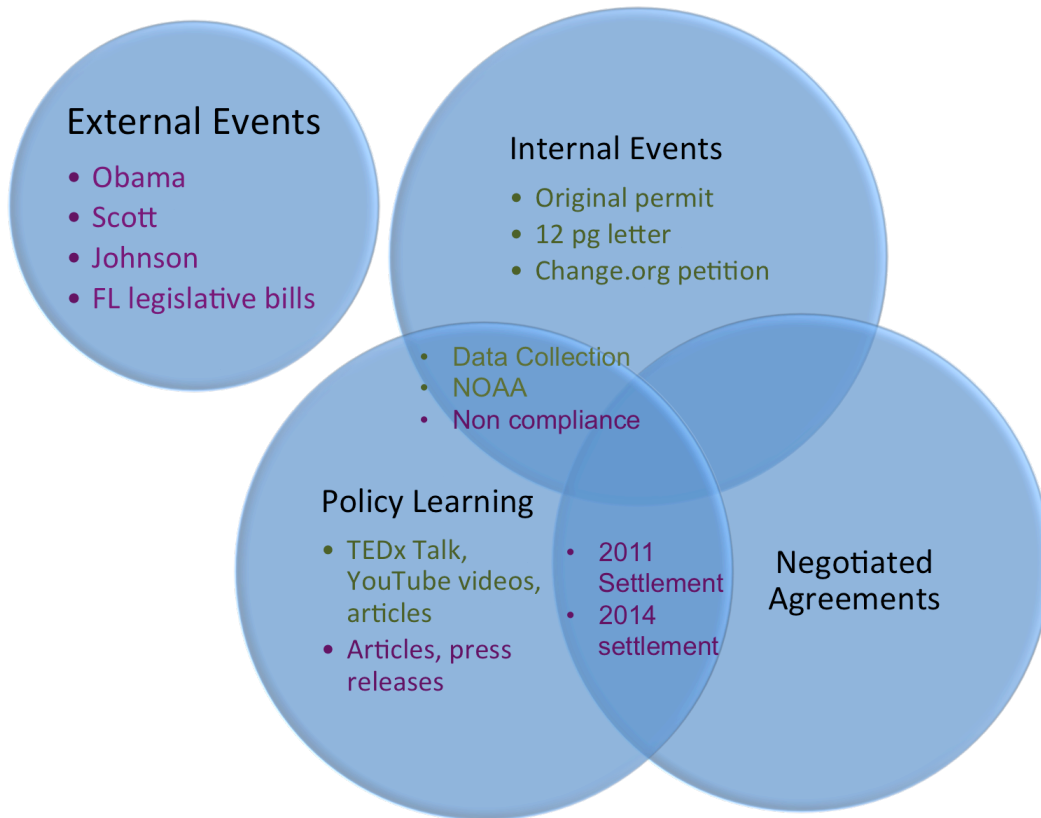 External Events
• Obama
• Scott
• Johnson
• FL legislative bills
Internal Events
• Original permit
• 12 pg letter
• Change.org petition
• Data Collection
• NOAA
• Non compliance
Policy Learning
• TEDx Talk,
YouTube videos,
articles
• Articles, press
releases
• 2011
Settlement
• 2014
settlement
Negotiated
Agreements